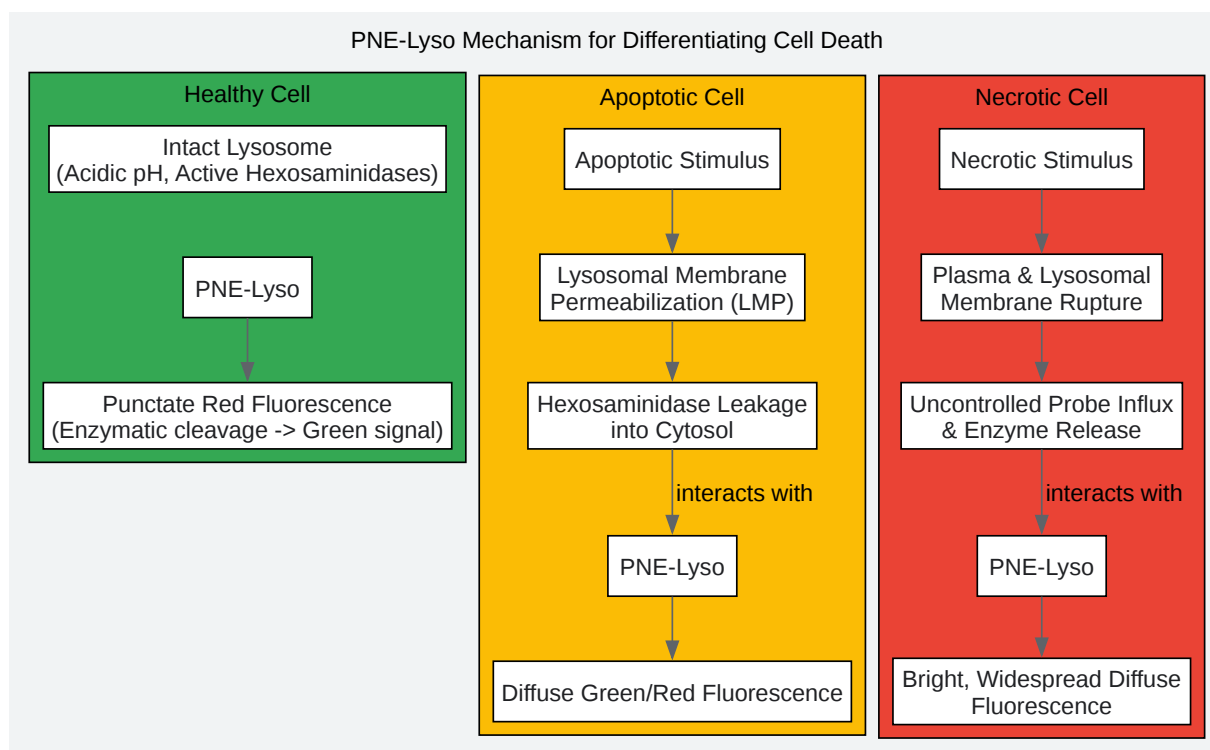 PNE-Lyso Mechanism for Differentiating Cell Death
Healthy Cell
Intact Lysosome
(Acidic pH, Active Hexosaminidases)
PNE-Lyso
Punctate Red Fluorescence
(Enzymatic cleavage -> Green signal)
Apoptotic Cell
Apoptotic Stimulus
Lysosomal Membrane
Permeabilization (LMP)
Hexosaminidase Leakage
into Cytosol
interacts with
PNE-Lyso
Diffuse Green/Red Fluorescence
Necrotic Cell
Necrotic Stimulus
Plasma & Lysosomal
Membrane Rupture
Uncontrolled Probe Influx
& Enzyme Release
interacts with
PNE-Lyso
Bright, Widespread Diffuse
Fluorescence